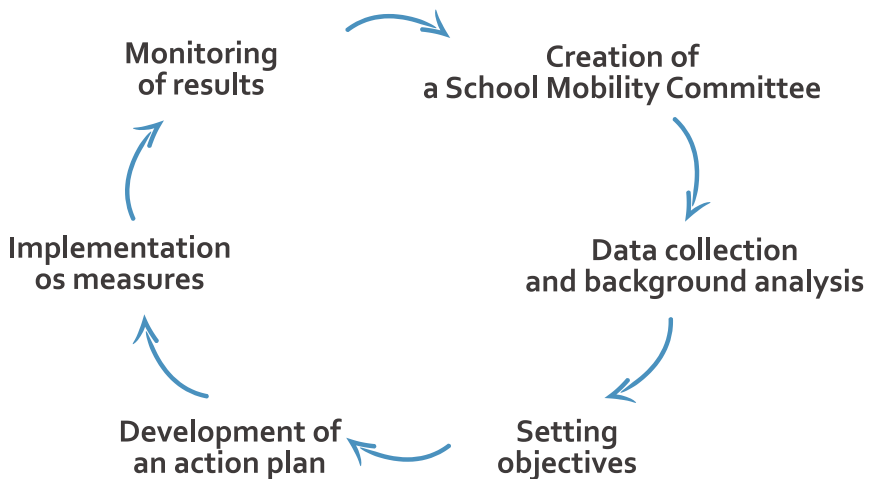 Monitoring
of results
Creation of
a School Mobility Committee
Data collection
and background analysis
Setting
objectives
Development of
an action plan
Implementation
os measures